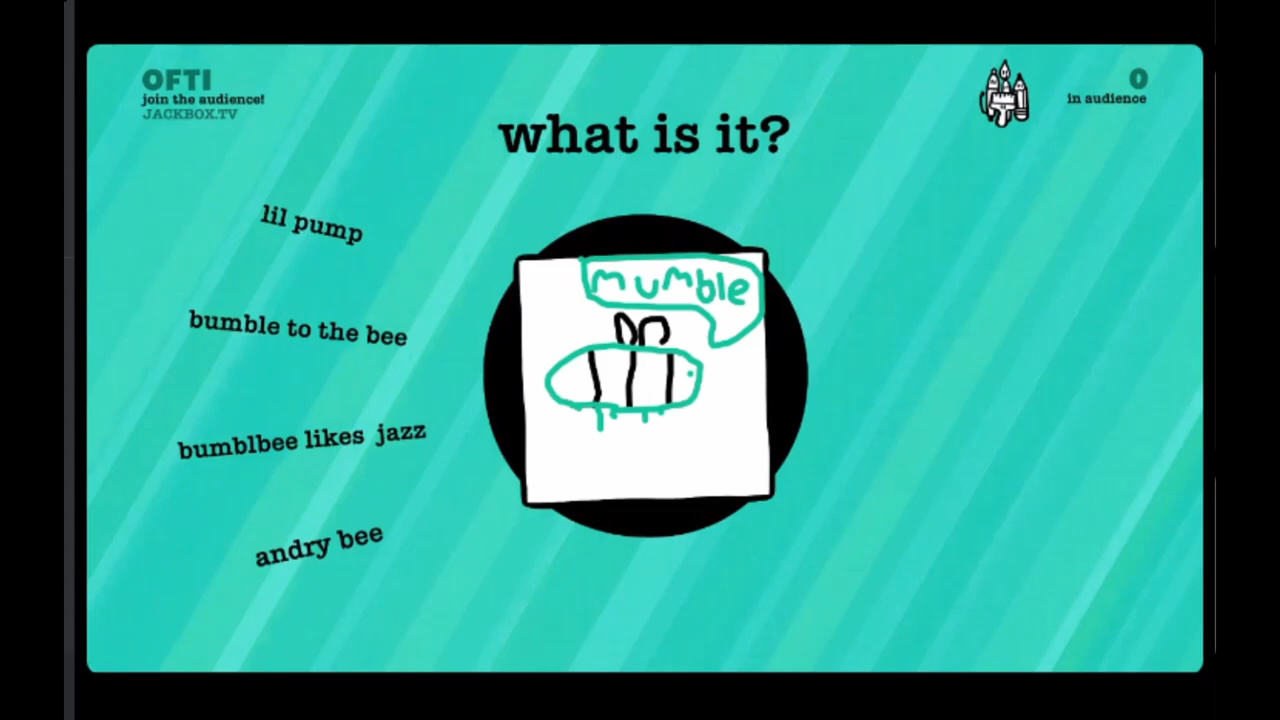 OFTI
join the audience!
JACKBOX.TV
0
in audience
what is it?
lil pump
bumble to the bee
bumblbee likes  jazz
andry bee
mumble